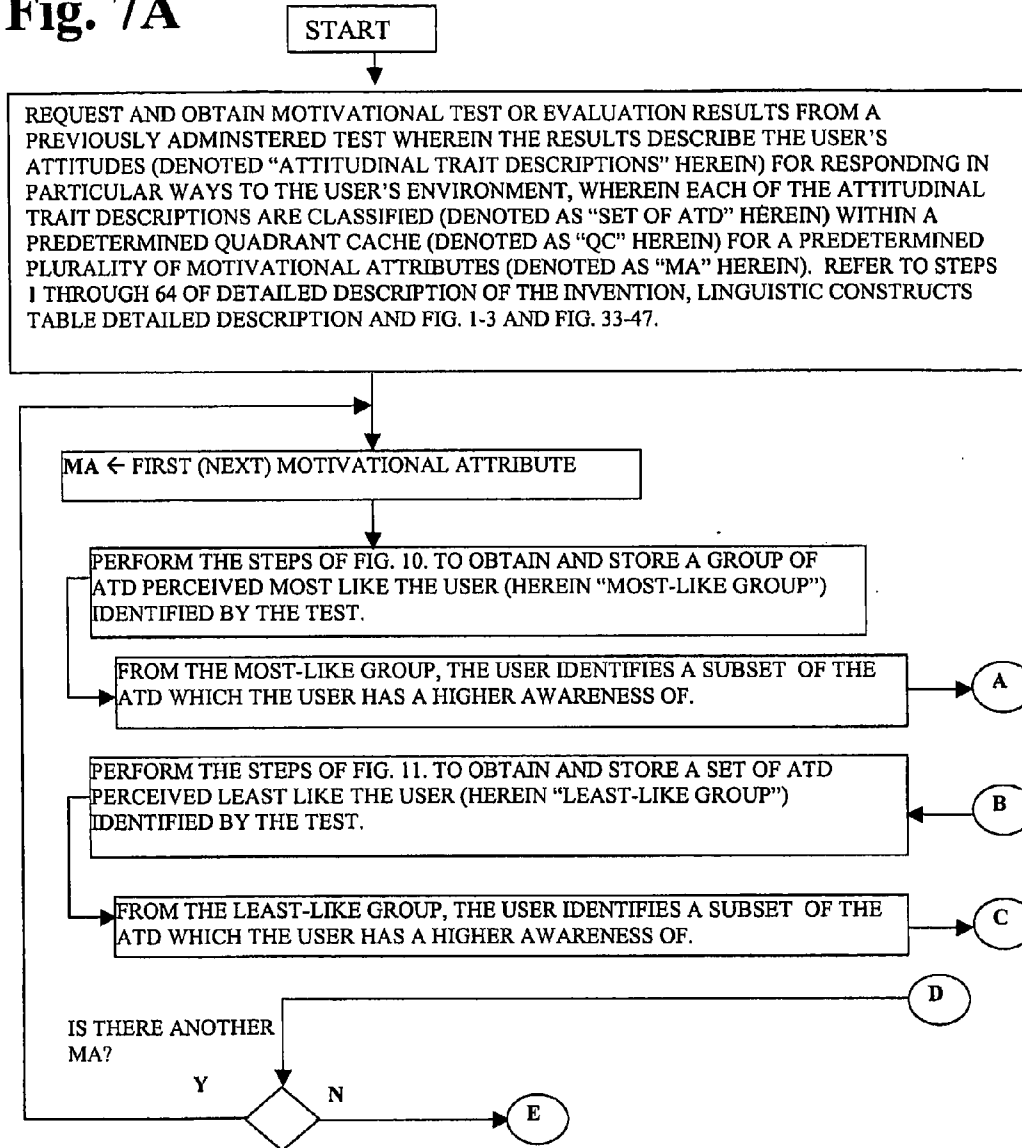 Fig. 7A
START
REQUEST AND OBTAIN MOTIVATIONAL TEST OR EVALUATION RESULTS FROM A
PREVIOUSLY ADMINSTERED TEST WHEREIN THE RESULTS DESCRIBE THE USER'S
ATTITUDES (DENOTED "ATTITUDINAL TRAIT DESCRIPTIONS" HEREIN) FOR RESPONDING IN
PARTICULAR WAYS TO THE USER'S ENVIRONMENT, WHEREIN EACH OF THE ATTITUDINAL
TRAIT DESCRIPTIONS ARE CLASSIFIED (DENOTED AS "SET OF ATD" HEREIN) WITHIN A
PREDETERMINED QUADRANT CACHE (DENOTED AS "QC" HEREIN) FOR A PREDETERMINED
PLURALITY OF MOTIVATIONAL ATTRIBUTES (DENOTED AS "MA" HEREIN). REFER TO STEPS
1 THROUGH 64 OF DETAILED DESCRIPTION OF THE INVENTION, LINGUISTIC CONSTRUCTS
TABLE DETAILED DESCRIPTION AND FIG. 1-3 AND FIG. 33-47.
MA ← FIRST (NEXT) MOTIVATIONAL ATTRIBUTE
PERFORM THE STEPS OF FIG. 10. TO OBTAIN AND STORE A GROUP OF
ATD PERCEIVED MOST LIKE THE USER (HEREIN "MOST-LIKE GROUP")
IDENTIFIED BY THE TEST.
FROM THE MOST-LIKE GROUP, THE USER IDENTIFIES A SUBSET OF THE
ATD WHICH THE USER HAS A HIGHER AWARENESS OF.
A
PERFORM THE STEPS OF FIG. 11. TO OBTAIN AND STORE A SET OF ATD
PERCEIVED LEAST LIKE THE USER (HEREIN "LEAST-LIKE GROUP")
IDENTIFIED BY THE TEST.
B
FROM THE LEAST-LIKE GROUP, THE USER IDENTIFIES A SUBSET OF THE
ATD WHICH THE USER HAS A HIGHER AWARENESS OF.
C
D
IS THERE ANOTHER
MA?
Y
N
E